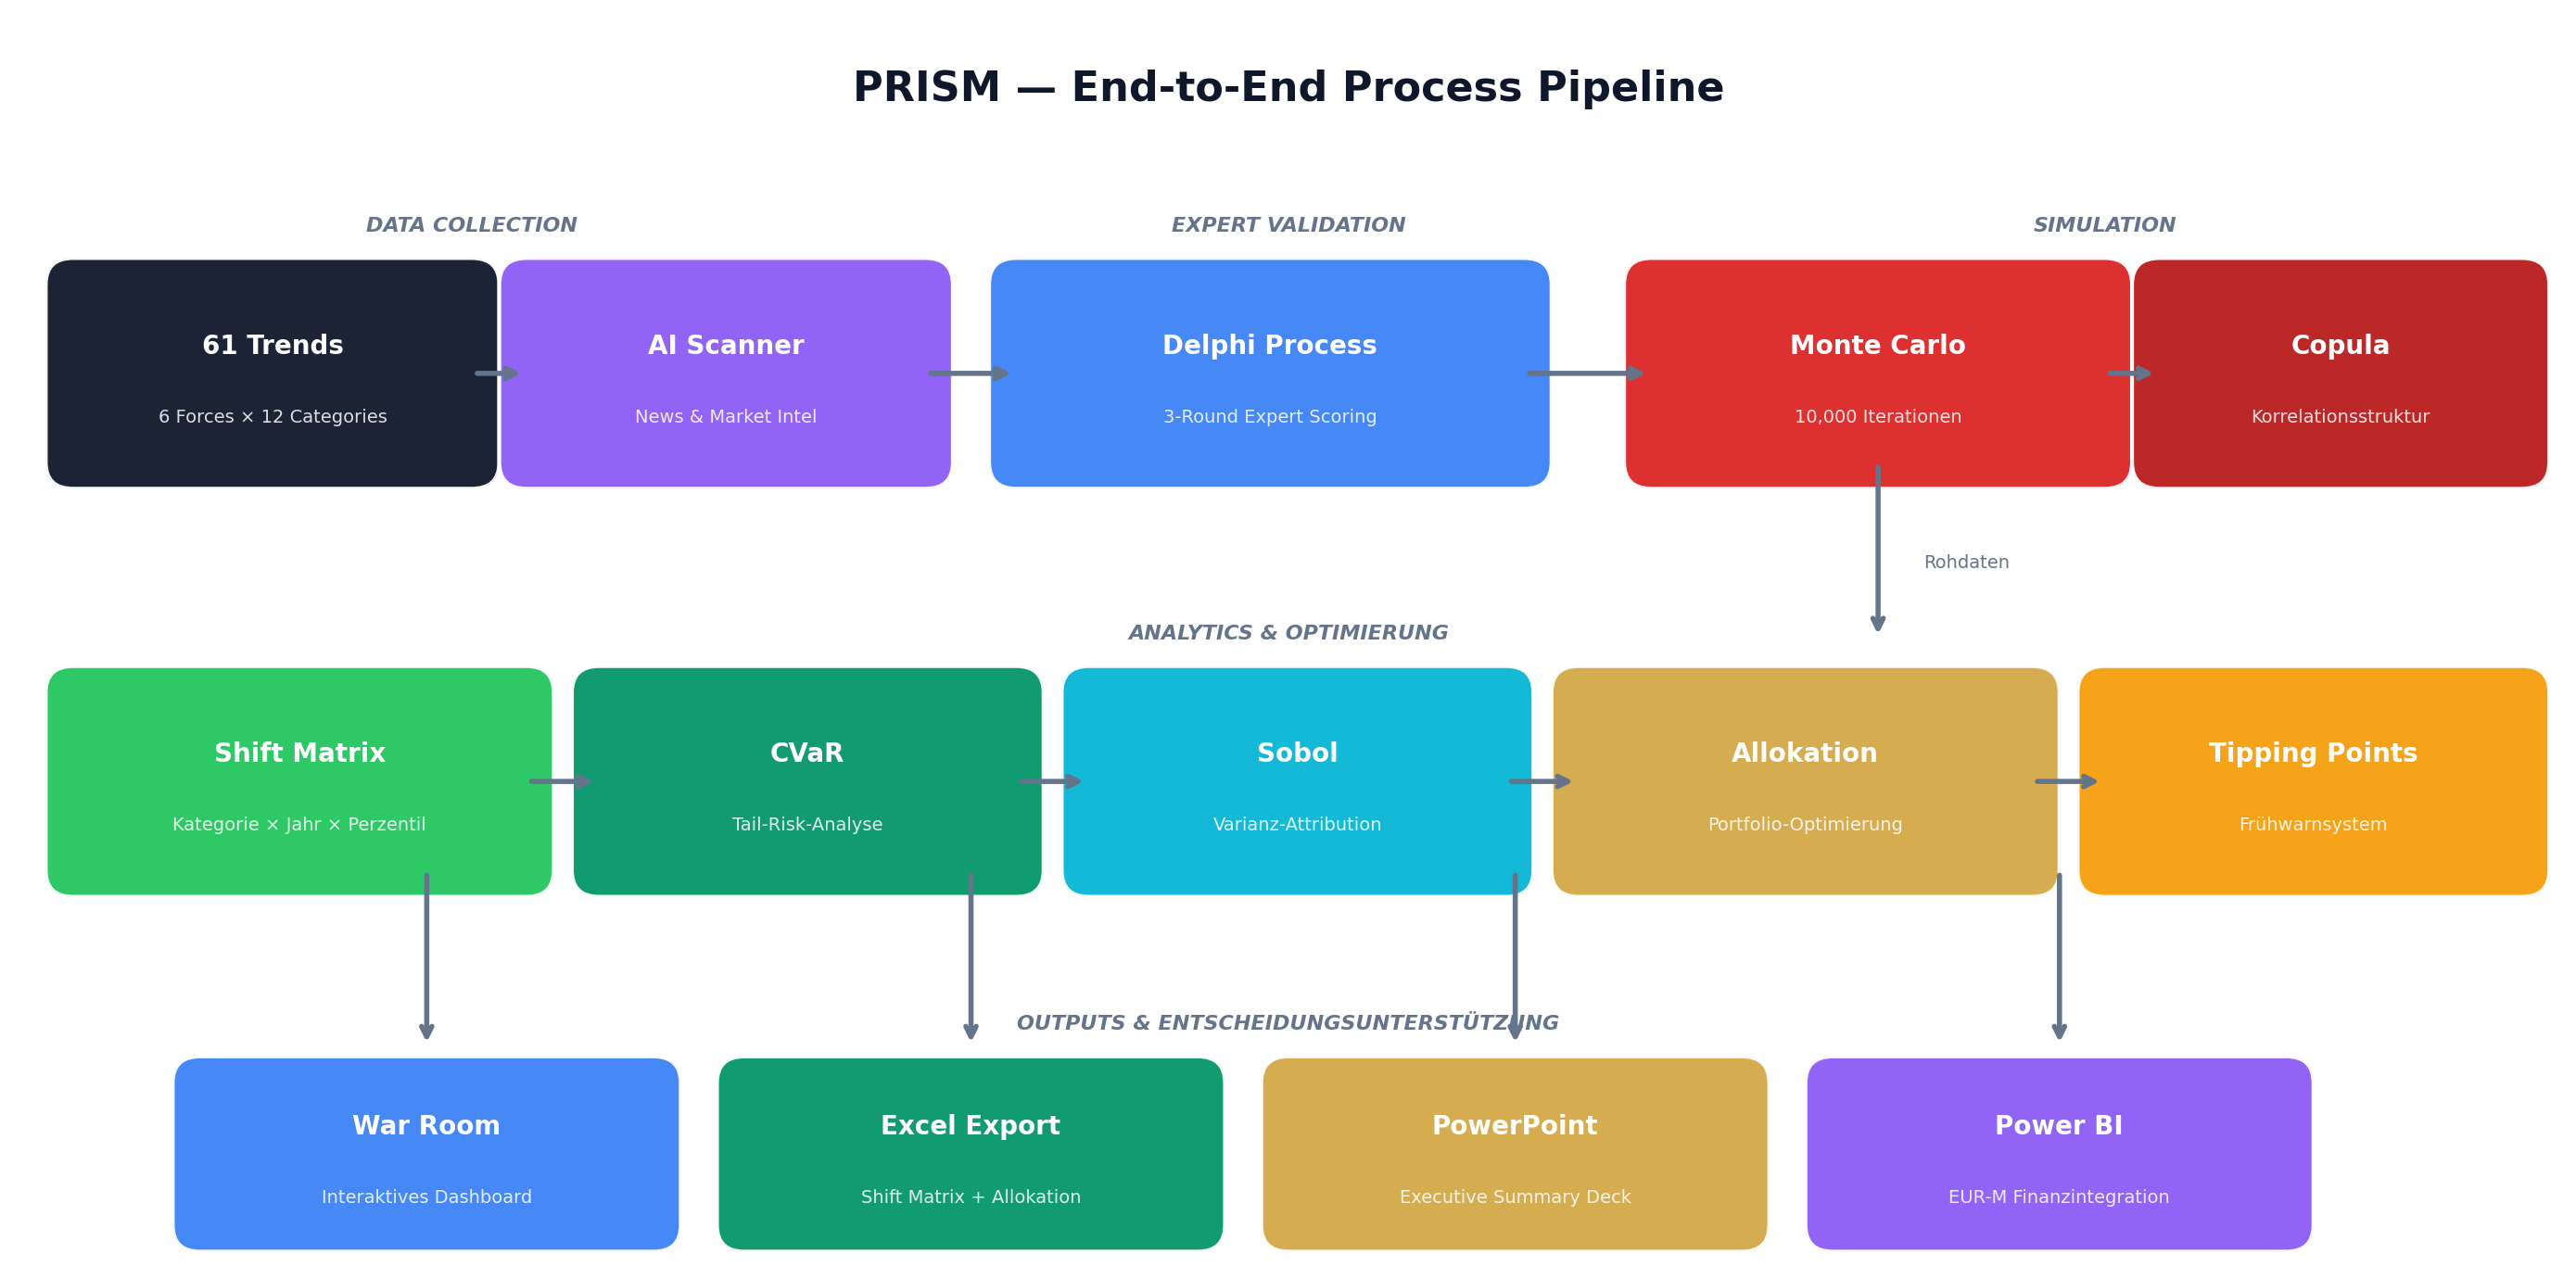 PRISM — End-to-End Process Pipeline
DATA COLLECTION
EXPERT VALIDATION
SIMULATION
61 Trends
6 Forces × 12 Categories
AI Scanner
News & Market Intel
Delphi Process
3-Round Expert Scoring
Monte Carlo
10,000 Iterationen
Copula
Korrelationsstruktur
Rohdaten
ANALYTICS & OPTIMIERUNG
Shift Matrix
Kategorie × Jahr × Perzentil
CVaR
Tail-Risk-Analyse
Sobol
Varianz-Attribution
Allokation
Portfolio-Optimierung
Tipping Points
Frühwarnsystem
OUTPUTS & ENTSCHEIDUNGSUNTERSTÜTZUNG
War Room
Interaktives Dashboard
Excel Export
Shift Matrix + Allokation
PowerPoint
Executive Summary Deck
Power BI
EUR-M Finanzintegration